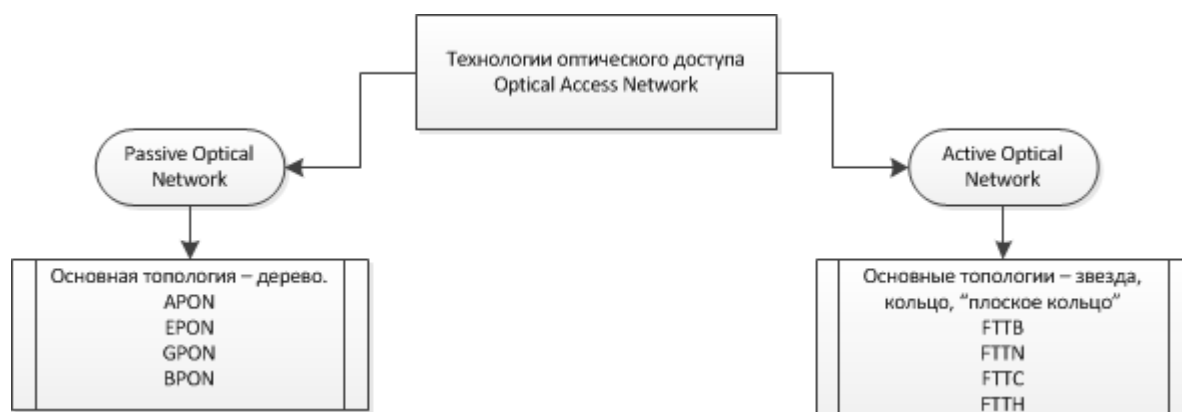 Технологии оптического доступа
Optical Access Network
Passive Optical
Network
Active Optical
Network
Основная топология – дерево.
APON
EPON
GPON
BPON
Основные топологии – звезда,
кольцо, “плоское кольцо”
FTTB
FTTN
FTTC
FTTH